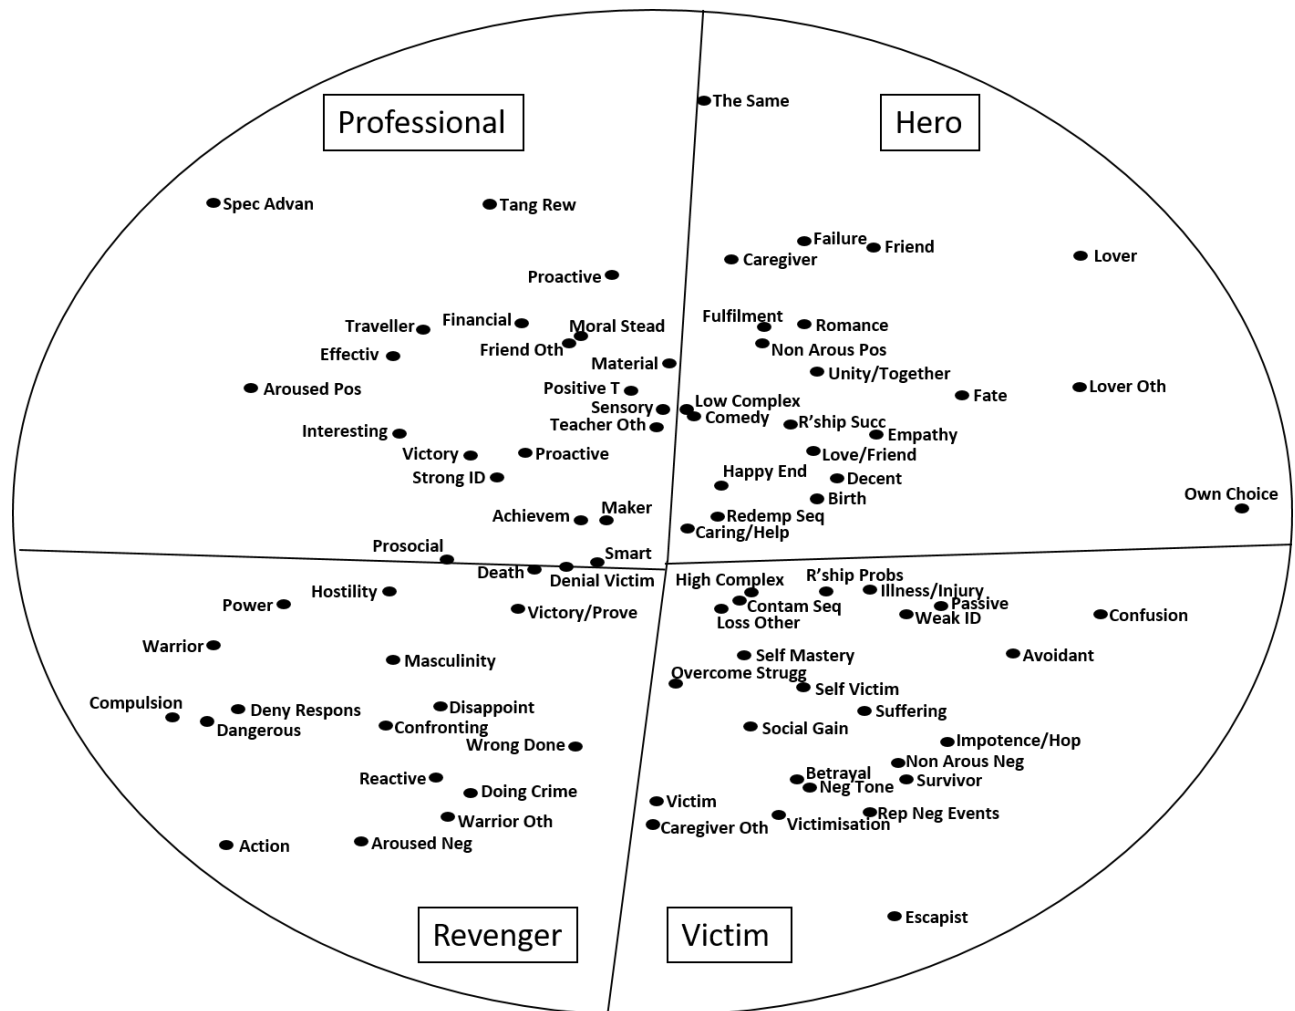 Professional
Hero
The Same
Spec Advan
Tang Rew
Failure
Friend
Caregiver
Lover
Proactive
Traveller
Financial
Moral Stead
Friend Oth
Effectiv
Material
Fulfilment
Romance
Non Arous Pos
Unity/Together
Aroused Pos
Positive T
Sensory
Teacher Oth
Low Complex
Comedy
Fate
Lover Oth
R'ship Succ
Empathy
Interesting
Victory
Proactive
Strong ID
Love/Friend
Happy End
Decent
Birth
Own Choice
Achievem
Maker
Redemp Seq
Caring/Help
Prosocial
Smart
Death
Denial Victim
Hostility
Power
Victory/Prove
High Complex
R'ship Probs
Illness/Injury
Contam Seq
Passive
Loss Other
Weak ID
Confusion
Warrior
Masculinity
Self Mastery
Avoidant
Overcome Strugg
Self Victim
Compulsion
Deny Respons
Dangerous
Disappoint
Confronting
Suffering
Social Gain
Wrong Done
Impotence/Hop
Non Arous Neg
Reactive
Doing Crime
Betrayal
Neg Tone
Survivor
Victim
Warrior Oth
Caregiver Oth
Victimisation
Rep Neg Events
Action
Aroused Neg
Escapist
Revenger
Victim